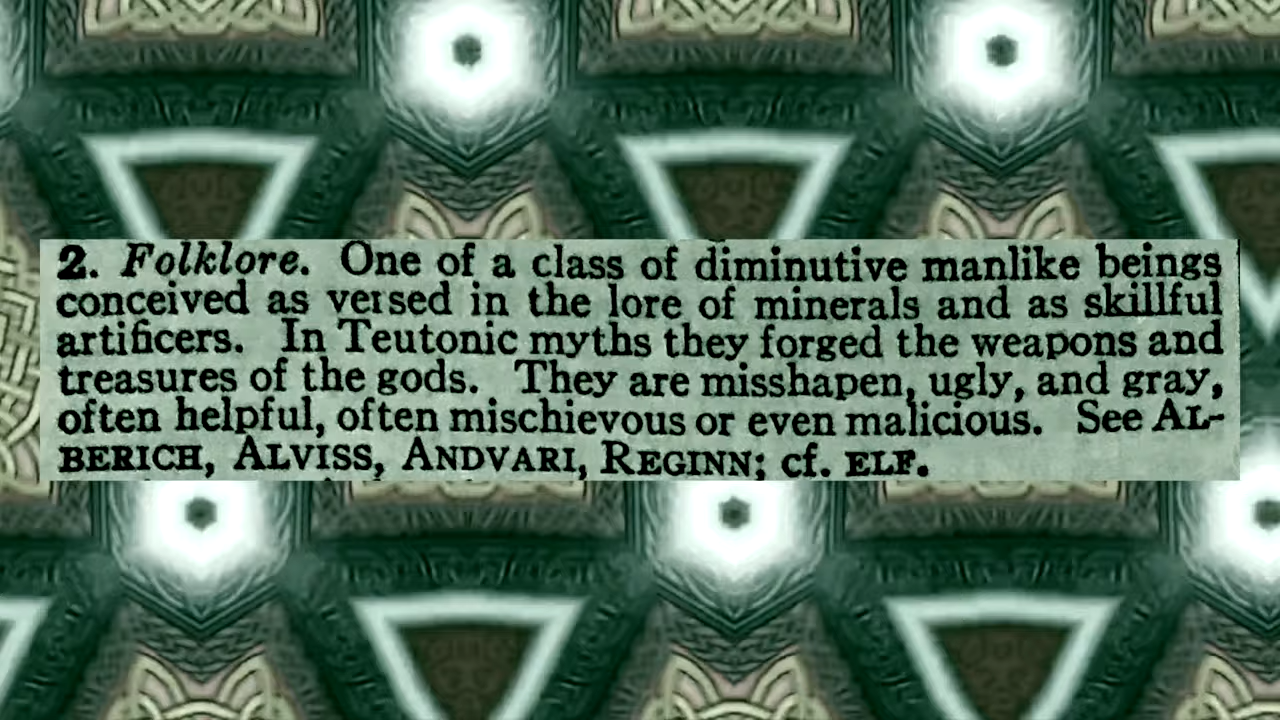 2. Folklore. One of a class of diminutive manlike beings
conceived as versed in the lore of minerals and as skillful
artificers. In Teutonic myths they forged the weapons and
treasures of the gods. They are misshapen, ugly, and gray,
often helpful, often mischievous or even malicious. See AL-
BERICH, ALVISS, ANDVARI, REGINN; cf. ELF.